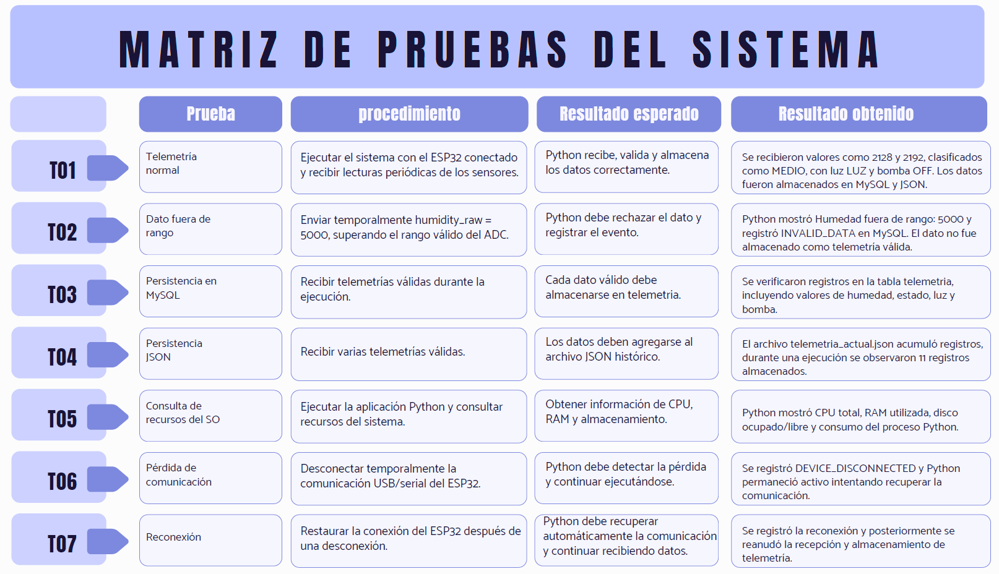 MATRIZ DE PRUEBAS DEL SISTEMA
Prueba
procedimiento
Resultado esperado
Resultado obtenido
T01
Telemetría
normal
Ejecutar el sistema con el ESP32 conectado
y recibir lecturas periódicas de los sensores.
Python recibe, valida y almacena
los datos correctamente.
Se recibieron valores como 2128 y 2192, clasificados
como MEDIO, con luz LUZ y bomba OFF. Los datos
fueron almacenados en MySQL y JSON.
T02
Dato fuera de
rango
Enviar temporalmente humidity_raw =
5000, superando el rango válido del ADC.
Python debe rechazar el dato y
registrar el evento.
Python mostró Humedad fuera de rango: 5000 y
registró INVALID_DATA en MySQL. El dato no fue
almacenado como telemetría válida.
T03
Persistencia en
MySQL
Recibir telemetrías válidas durante la
ejecución.
Cada dato válido debe
almacenarse en telemetria.
Se verificaron registros en la tabla telemetria,
incluyendo valores de humedad, estado, luz y
bomba.
T04
Persistencia
JSON
Recibir varias telemetrías válidas.
Los datos deben agregarse al
archivo JSON histórico.
El archivo telemetria_actual.json acumuló registros,
durante una ejecución se observaron 11 registros
almacenados.
T05
Consulta de
recursos del SO
Ejecutar la aplicación Python y consultar
recursos del sistema.
Obtener información de CPU,
RAM y almacenamiento.
Python mostró CPU total, RAM utilizada, disco
ocupado/libre y consumo del proceso Python.
T06
Pérdida de
comunicación
Desconectar temporalmente la
comunicación USB/serial del ESP32.
Python debe detectar la pérdida
y continuar ejecutándose.
Se registró DEVICE_DISCONNECTED y Python
permaneció activo intentando recuperar la
comunicación.
T07
Reconexión
Restaurar la conexión del ESP32 después de
una desconexión.
Python debe recuperar
automáticamente la comunicación
y continuar recibiendo datos.
Se registró la reconexión y posteriormente se
reanudó la recepción y almacenamiento de
telemetría.